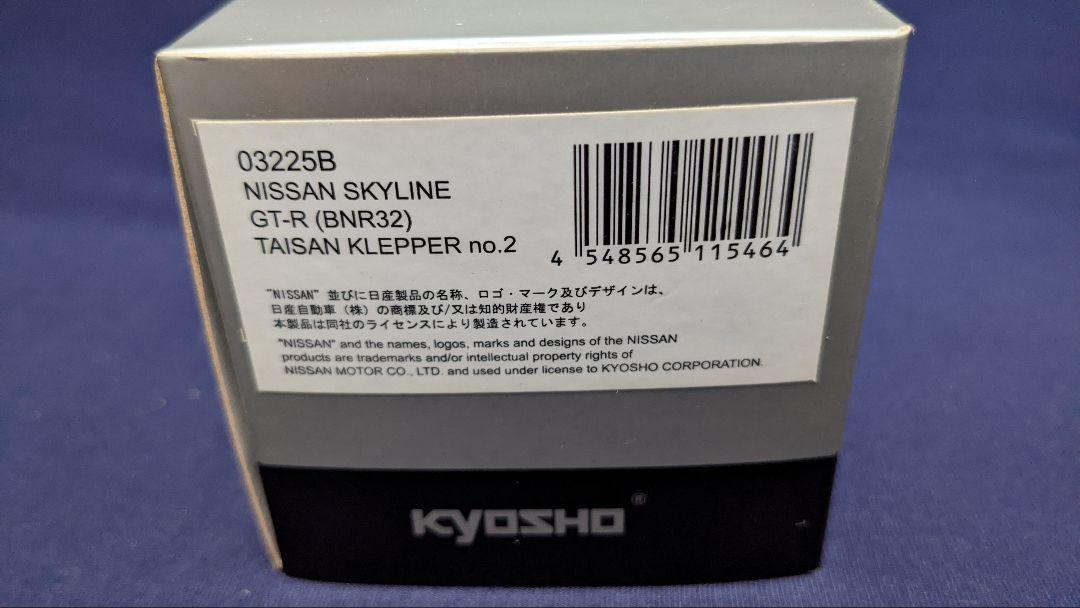 03225B
NISSAN SKYLINE
GT-R (BNR32)
TAISAN KLEPPER no.2
4 548565 115464
"NISSAN" 並びに日産製品の名称、ロゴ・マーク及びデザインは、
日産自動車（株）の商標及び/又は知的財産権であり
本製品は同社のライセンスにより製造されています。
"NISSAN" and the names, logos, marks and designs of the NISSAN
products are trademarks and/or intellectual property rights of
NISSAN MOTOR CO., LTD. and used under license to KYOSHO CORPORATION.
KYOSHO®